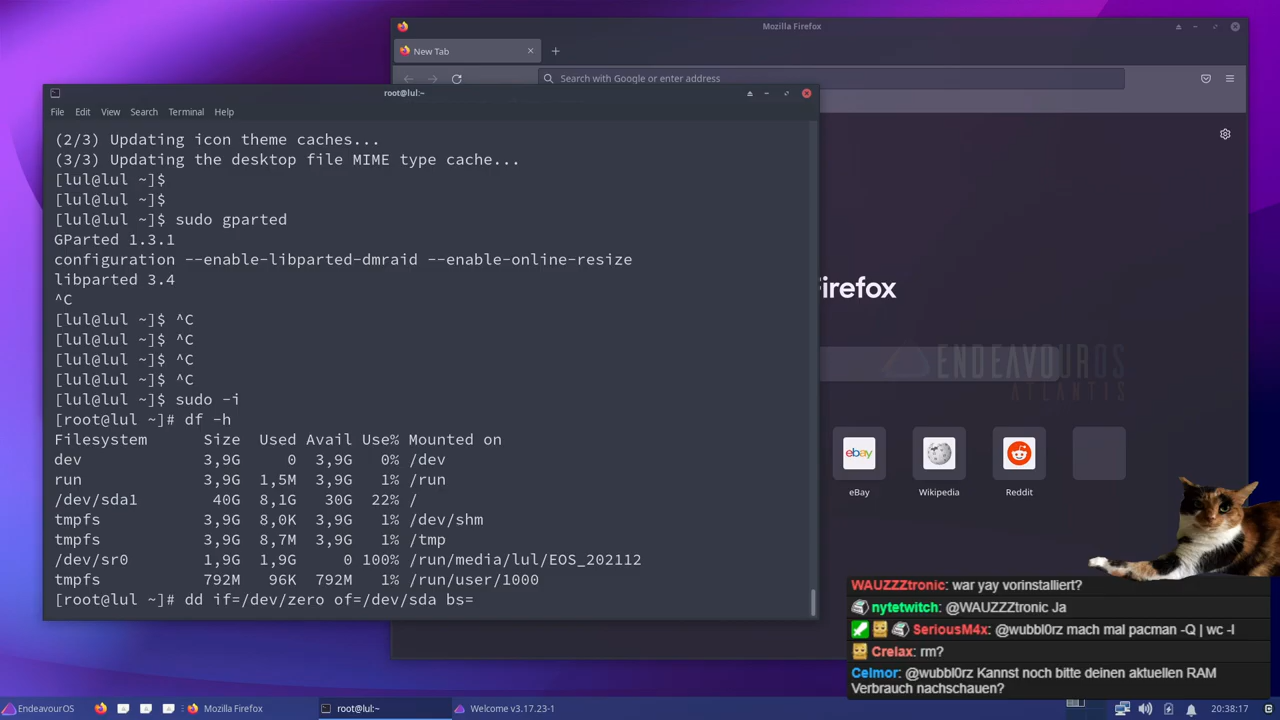 Mozilla Firefox
New Tab
Search with Google or enter address
root@lul:~
File Edit View Search Terminal Help
(2/3) Updating icon theme caches...
(3/3) Updating the desktop file MIME type cache...
[lul@lul ~]$
[lul@lul ~]$
[lul@lul ~]$ sudo gparted
GParted 1.3.1
configuration --enable-libparted-dmraid --enable-online-resize
libparted 3.4
^C
[lul@lul ~]$ ^C
[lul@lul ~]$ ^C
[lul@lul ~]$ ^C
[lul@lul ~]$ ^C
[lul@lul ~]$ sudo -i
[root@lul ~]# df -h
Filesystem Size Used Avail Use% Mounted on
dev 3,9G 0 3,9G 0% /dev
run 3,9G 1,5M 3,9G 1% /run
/dev/sda1 40G 8,1G 30G 22% /
tmpfs 3,9G 8,0K 3,9G 1% /dev/shm
tmpfs 3,9G 8,7M 3,9G 1% /tmp
/dev/sr0 1,9G 1,9G 0 100% /run/media/lul/EOS_202112
tmpfs 792M 96K 792M 1% /run/user/1000
[root@lul ~]# dd if=/dev/zero of=/dev/sda bs=
Firefox
ENDEAVOUROS
ATLANTIS
eBay
ebay
Wikipedia
Reddit
WAUZZZtronic: war yay vorinstalliert?
nytetwitch: @WAUZZZtronic Ja
SeriousM4x: @wubbl0rz mach mal pacman -Q | wc -l
Crelax: rm?
Celmor: @wubbl0rz Kannst noch bitte deinen aktuellen RAM
Verbrauch nachschauen?
EndeavourOS
Mozilla Firefox
root@lul:~
Welcome v3.17.23-1
20:38:17